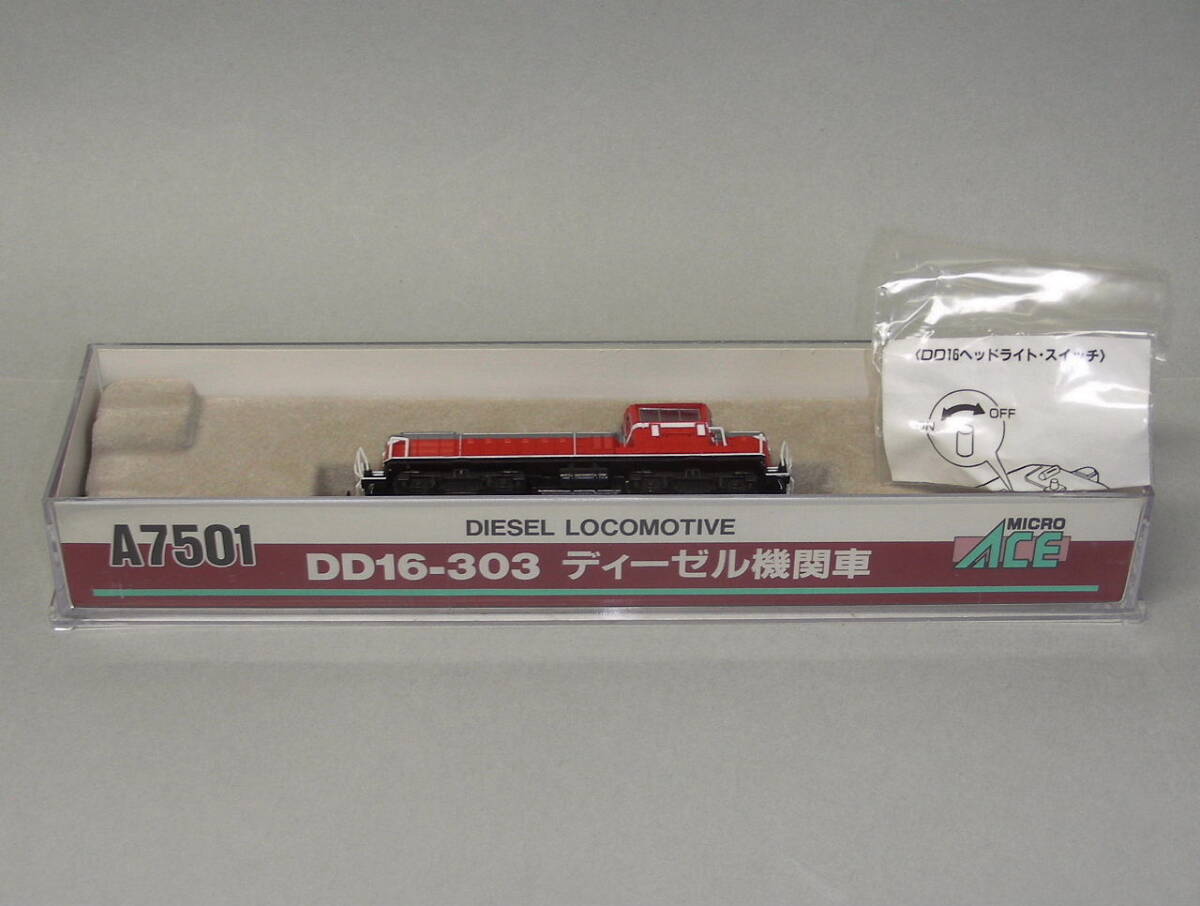 〈DD16ヘッドライト・スイッチ〉
ON
OFF
A7501
DIESEL LOCOMOTIVE
DD16-303 ディーゼル機関車
MICRO
ACE